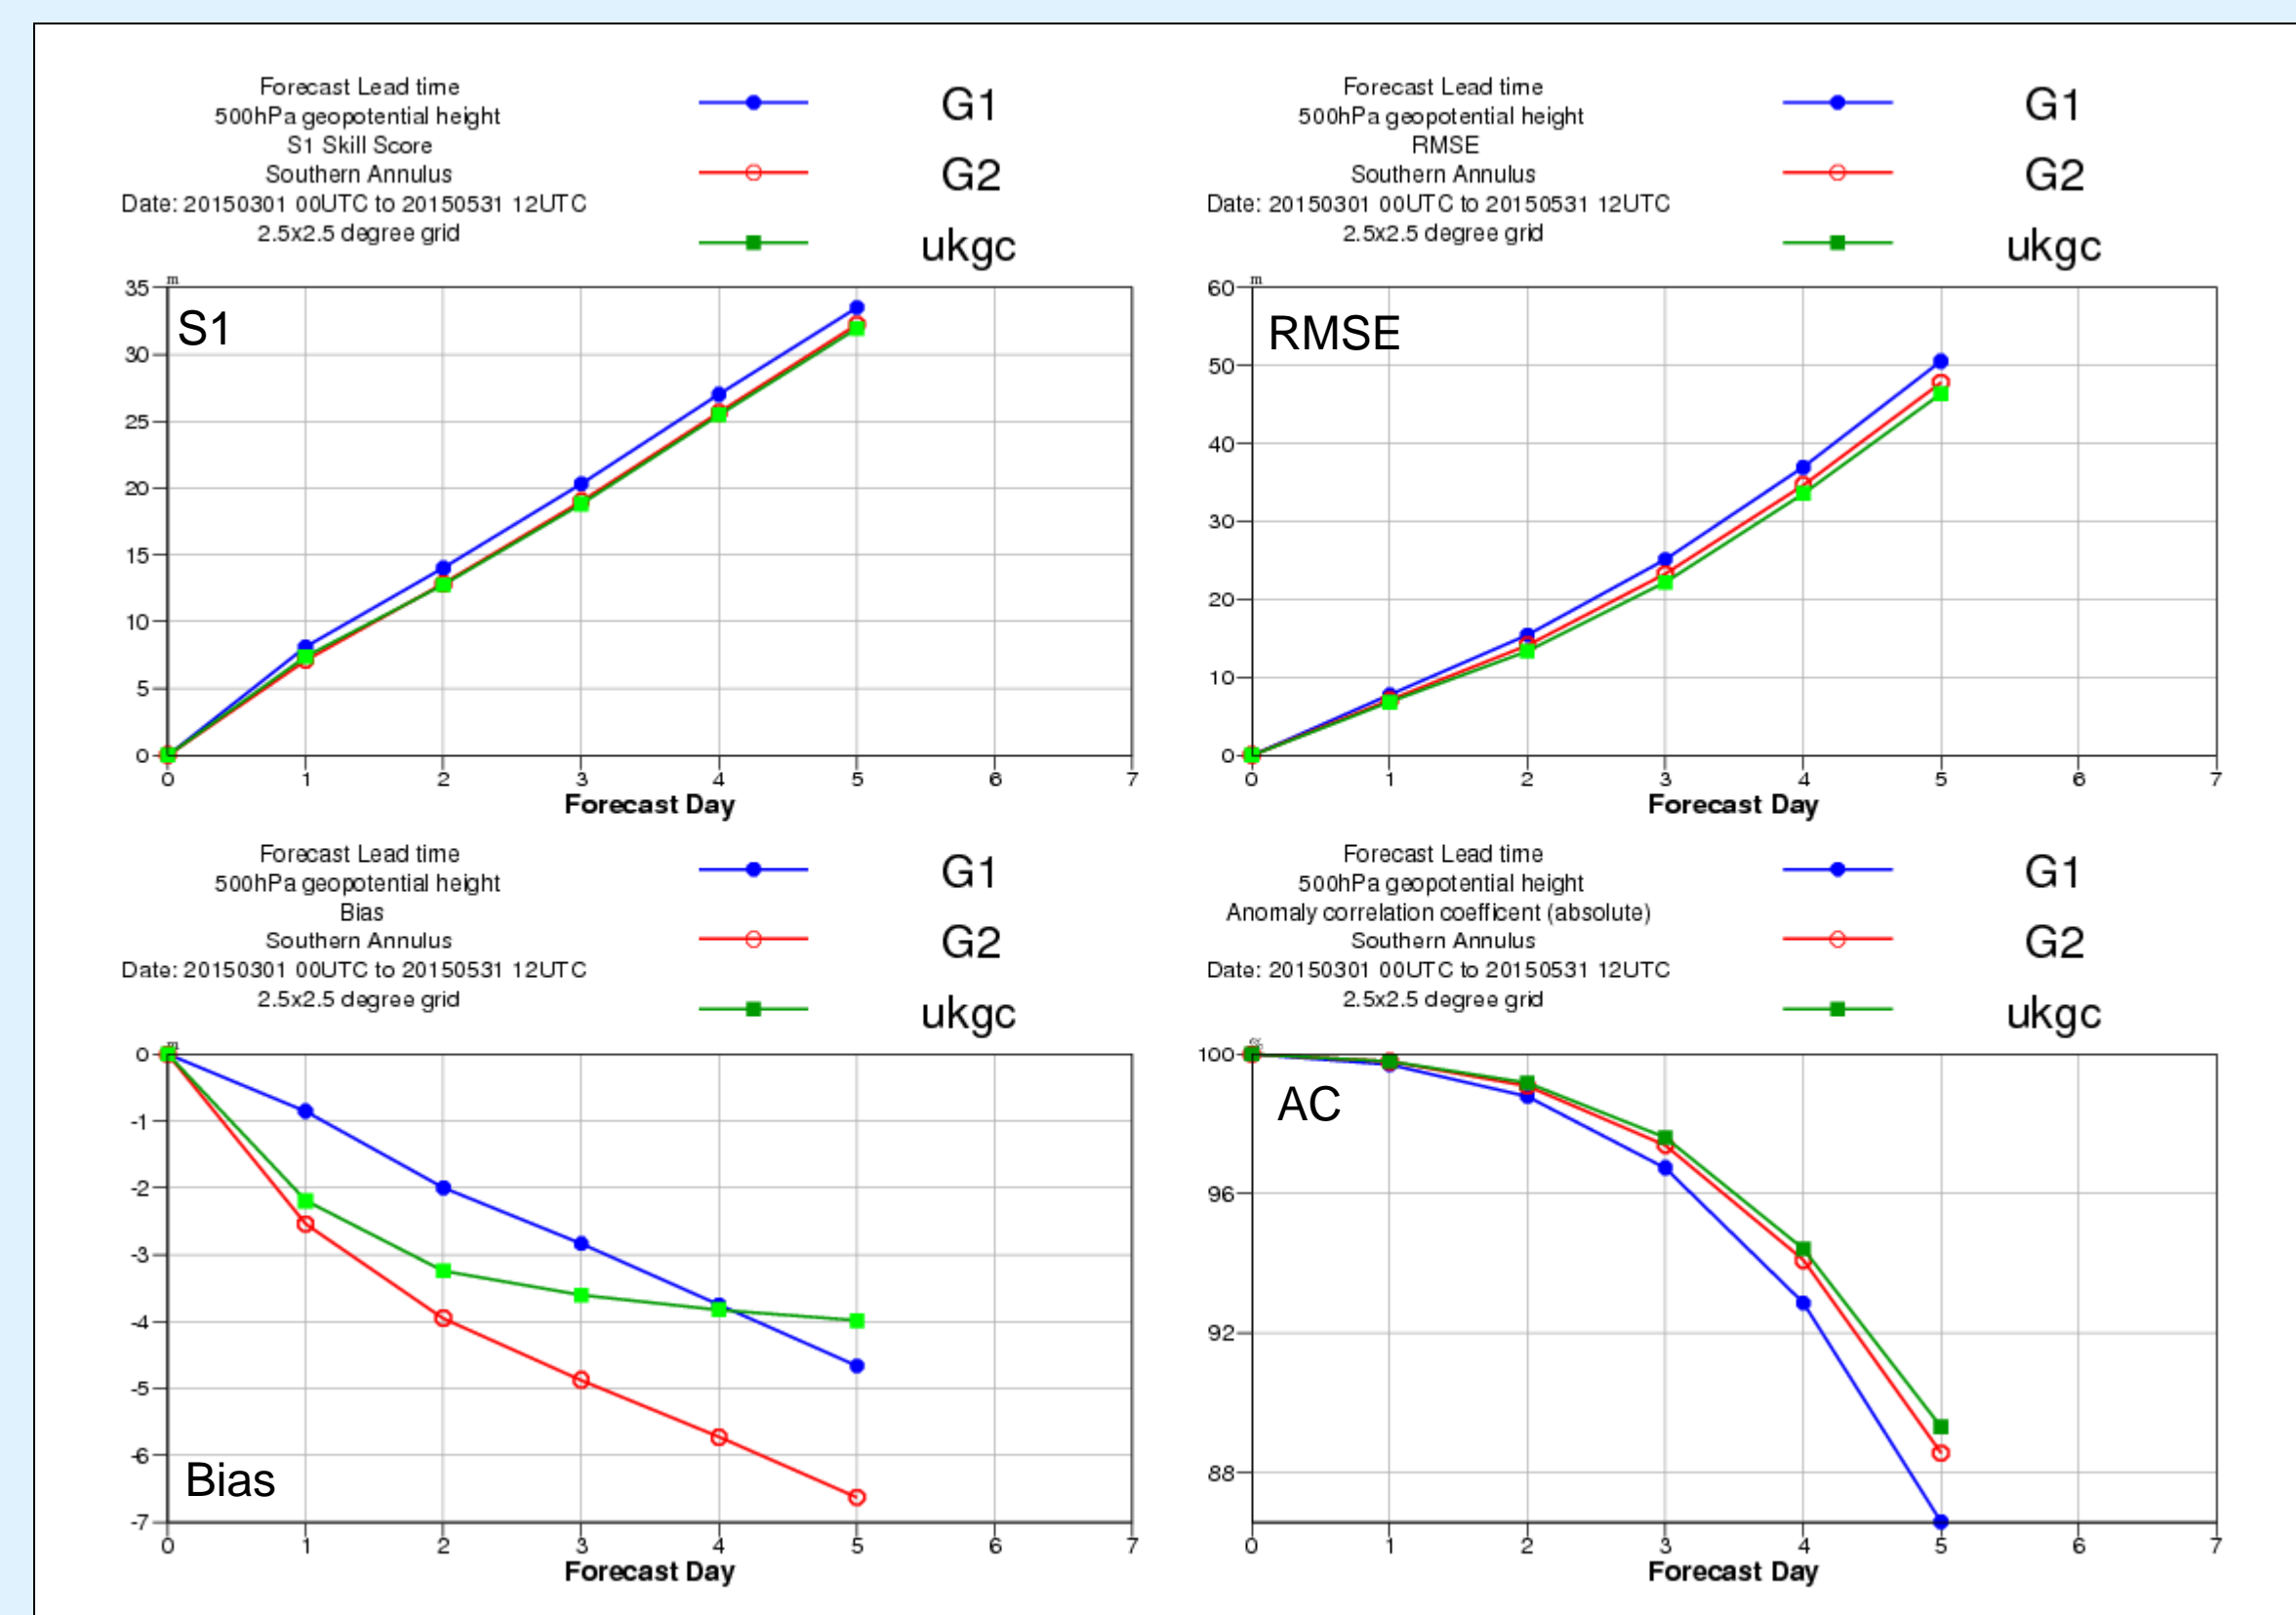 Forecast Lead time
500hPa geopotential height
S1 Skill Score
Southern Annulus
Date: 20150301 00UTC to 20150531 12UTC
2.5x2.5 degree grid
G1
G2
ukgc
m
35
30
25
20
15
10
5
0
S1
0 1 2 3 4 5 6 7
Forecast Day
Forecast Lead time
500hPa geopotential height
RMSE
Southern Annulus
Date: 20150301 00UTC to 20150531 12UTC
2.5x2.5 degree grid
G1
G2
ukgc
m
60
50
40
30
20
10
0
RMSE
0 1 2 3 4 5 6 7
Forecast Day
Forecast Lead time
500hPa geopotential height
Bias
Southern Annulus
Date: 20150301 00UTC to 20150531 12UTC
2.5x2.5 degree grid
G1
G2
ukgc
m
0
-1
-2
-3
-4
-5
-6
-7
Bias
0 1 2 3 4 5 6 7
Forecast Day
Forecast Lead time
500hPa geopotential height
Anomaly correlation coefficent (absolute)
Southern Annulus
Date: 20150301 00UTC to 20150531 12UTC
2.5x2.5 degree grid
G1
G2
ukgc
100
96
92
88
AC
0 1 2 3 4 5 6 7
Forecast Day